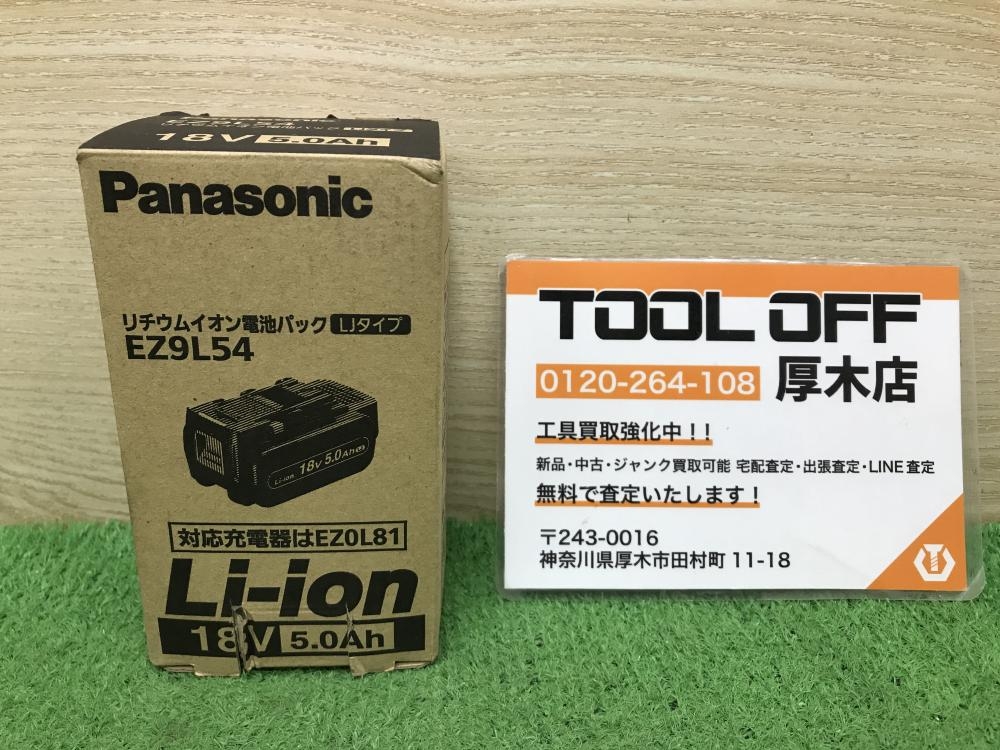 Panasonic
18V 5.0Ah
Panasonic
リチウムイオン電池パック LJタイプ
EZ9L54
18V 5.0Ah LJ
Li-ion
対応充電器はEZ0L81
Li-ion
18V 5.0Ah
TOOL OFF
0120-264-108 厚木店
工具買取強化中!!
新品・中古・ジャンク買取可能 宅配査定・出張査定・LINE査定
無料で査定いたします!
〒243-0016
神奈川県厚木市田村町 11-18